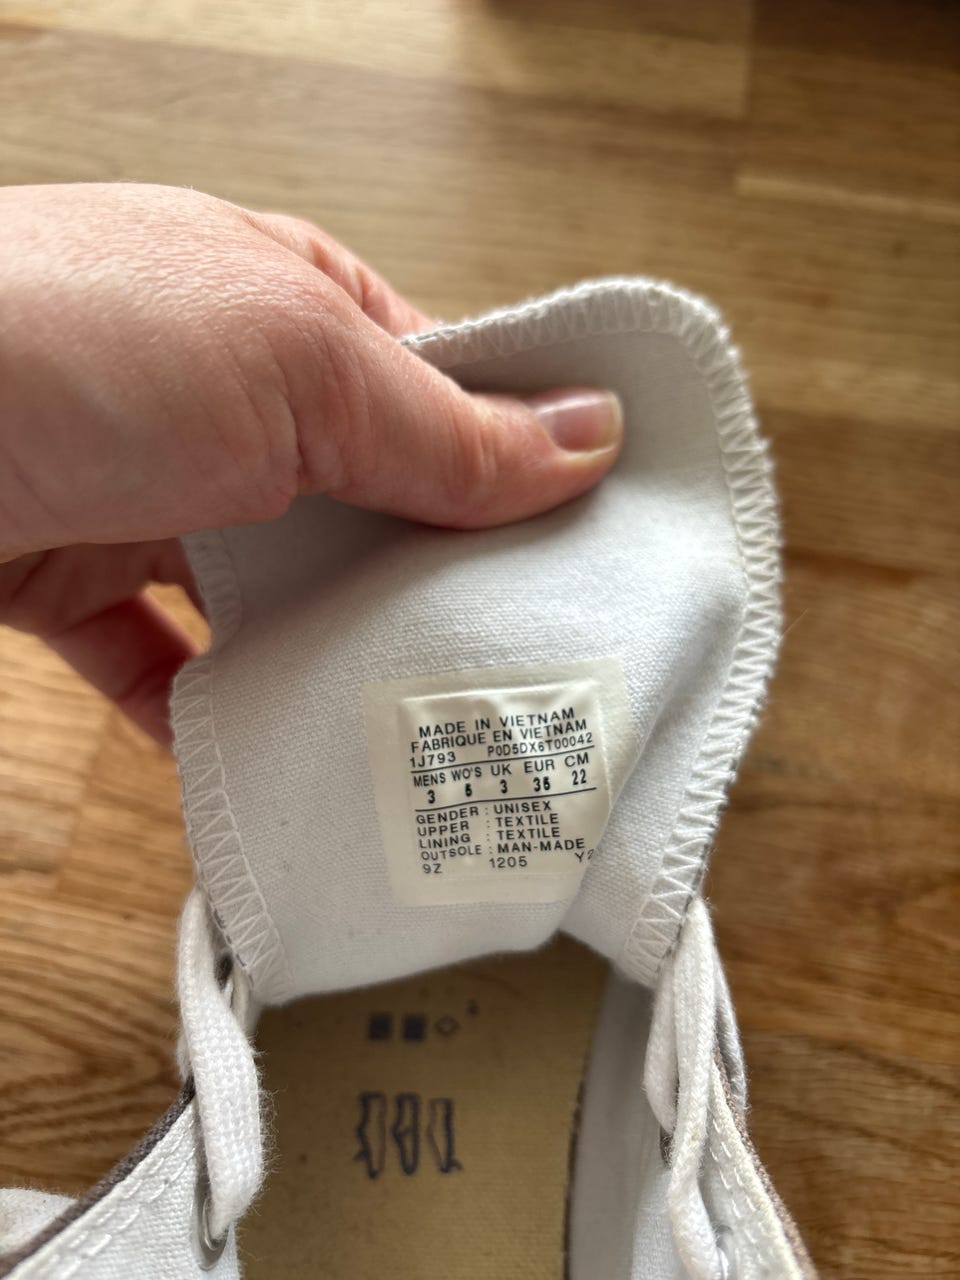 MADE IN VIETNAM
FABRIQUE EN VIETNAM
1J793 P0D5DX6T00042
MENS WO'S UK EUR CM
3 5 3 35 22
GENDER : UNISEX
UPPER : TEXTILE
LINING : TEXTILE
OUTSOLE : MAN-MADE
9Z 1205 Y2